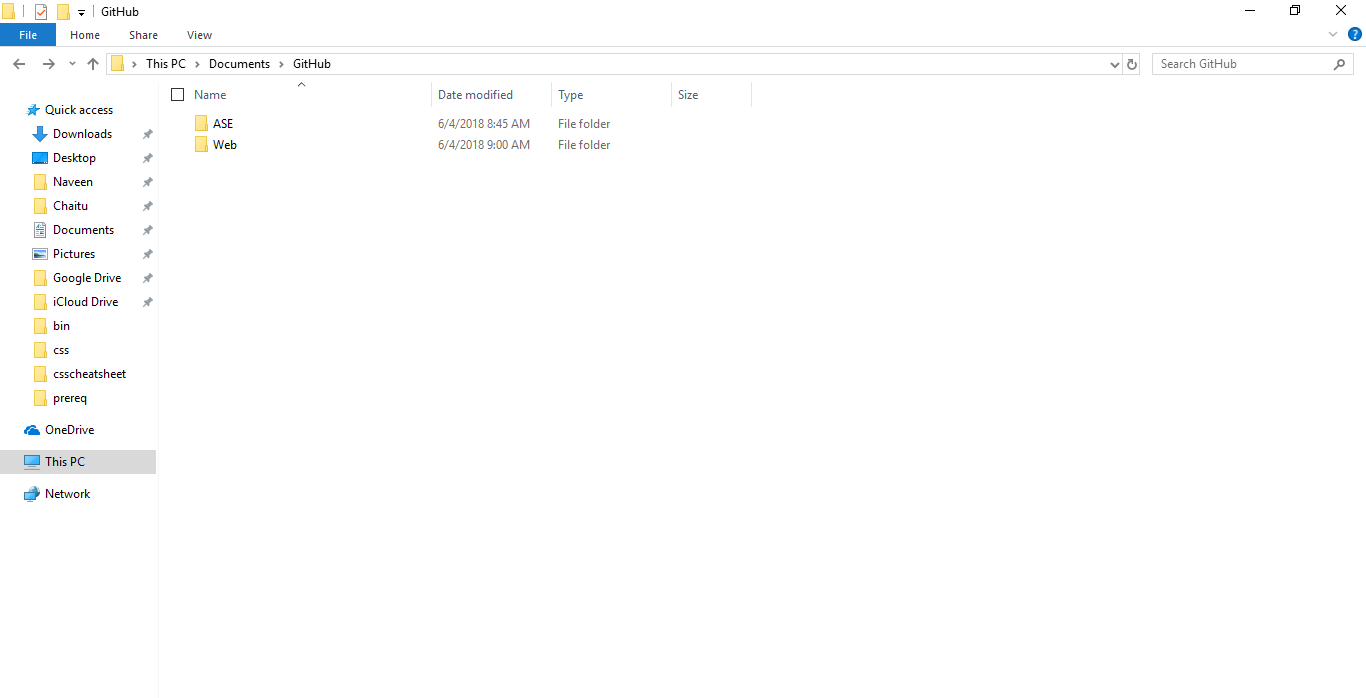 GitHub
File Home Share View
This PC Documents GitHub Search GitHub
Name Date modified Type Size
ASE 6/4/2018 8:45 AM File folder
Web 6/4/2018 9:00 AM File folder
Quick access
Downloads
Desktop
Naveen
Chaitu
Documents
Pictures
Google Drive
iCloud Drive
bin
css
csscheatsheet
prereq
OneDrive
This PC
Network